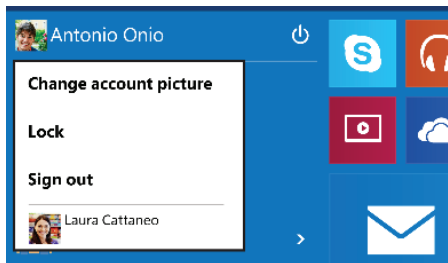 Antonio Onio
Change account picture
Lock
Sign out
Laura Cattaneo